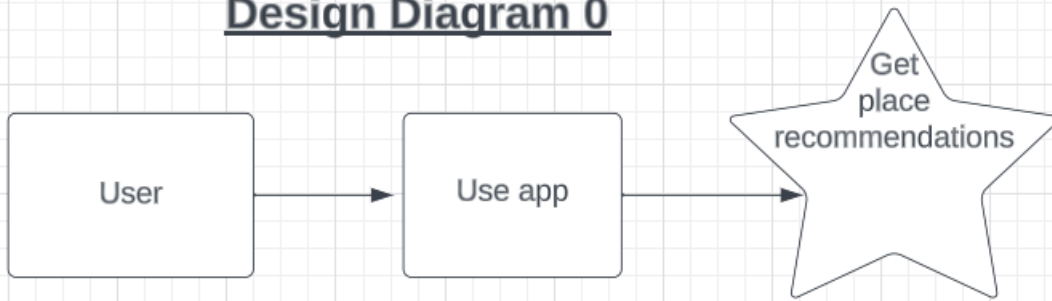 Design Diagram 0
Get
place
recommendations
User
Use app